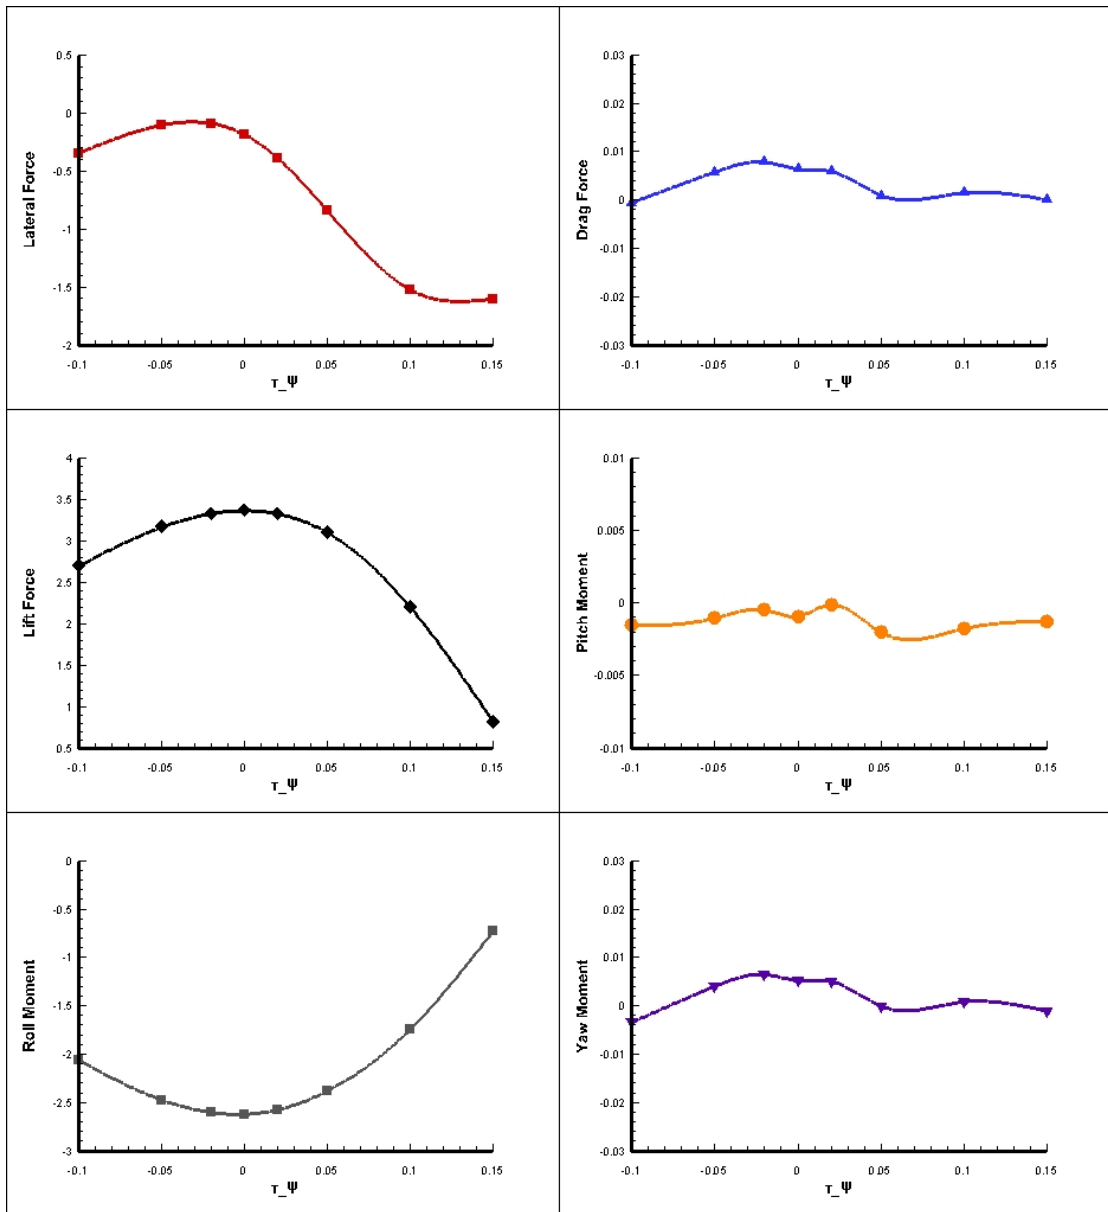 0.5
0
-0.5
-1
-1.5
-2
Lateral Force
-0.1 -0.05 0 0.05 0.1 0.15
τ_Ψ
0.03
0.02
0.01
0
-0.01
-0.02
-0.03
Drag Force
-0.1 -0.05 0 0.05 0.1 0.15
τ_Ψ
4
3.5
3
2.5
2
1.5
1
0.5
Lift Force
-0.1 -0.05 0 0.05 0.1 0.15
τ_Ψ
0.01
0.005
0
-0.005
-0.01
Pitch Moment
-0.1 -0.05 0 0.05 0.1 0.15
τ_Ψ
0
-0.5
-1
-1.5
-2
-2.5
-3
Roll Moment
-0.1 -0.05 0 0.05 0.1 0.15
τ_Ψ
0.03
0.02
0.01
0
-0.01
-0.02
-0.03
Yaw Moment
-0.1 -0.05 0 0.05 0.1 0.15
τ_Ψ